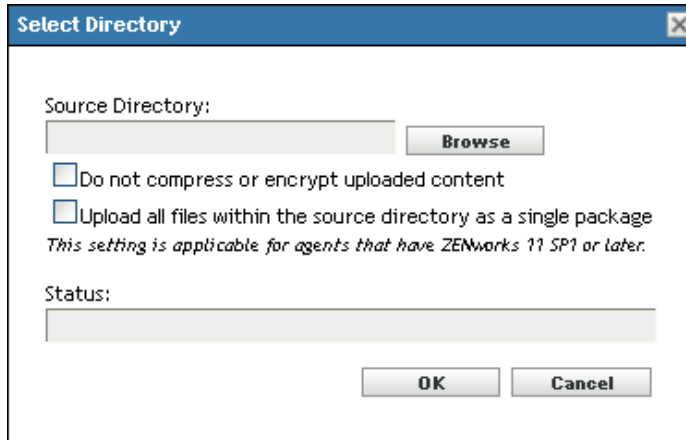 Select Directory
Source Directory:
Browse
Do not compress or encrypt uploaded content
Upload all files within the source directory as a single package
This setting is applicable for agents that have ZENworks 11 SP1 or later.
Status:
OK
Cancel